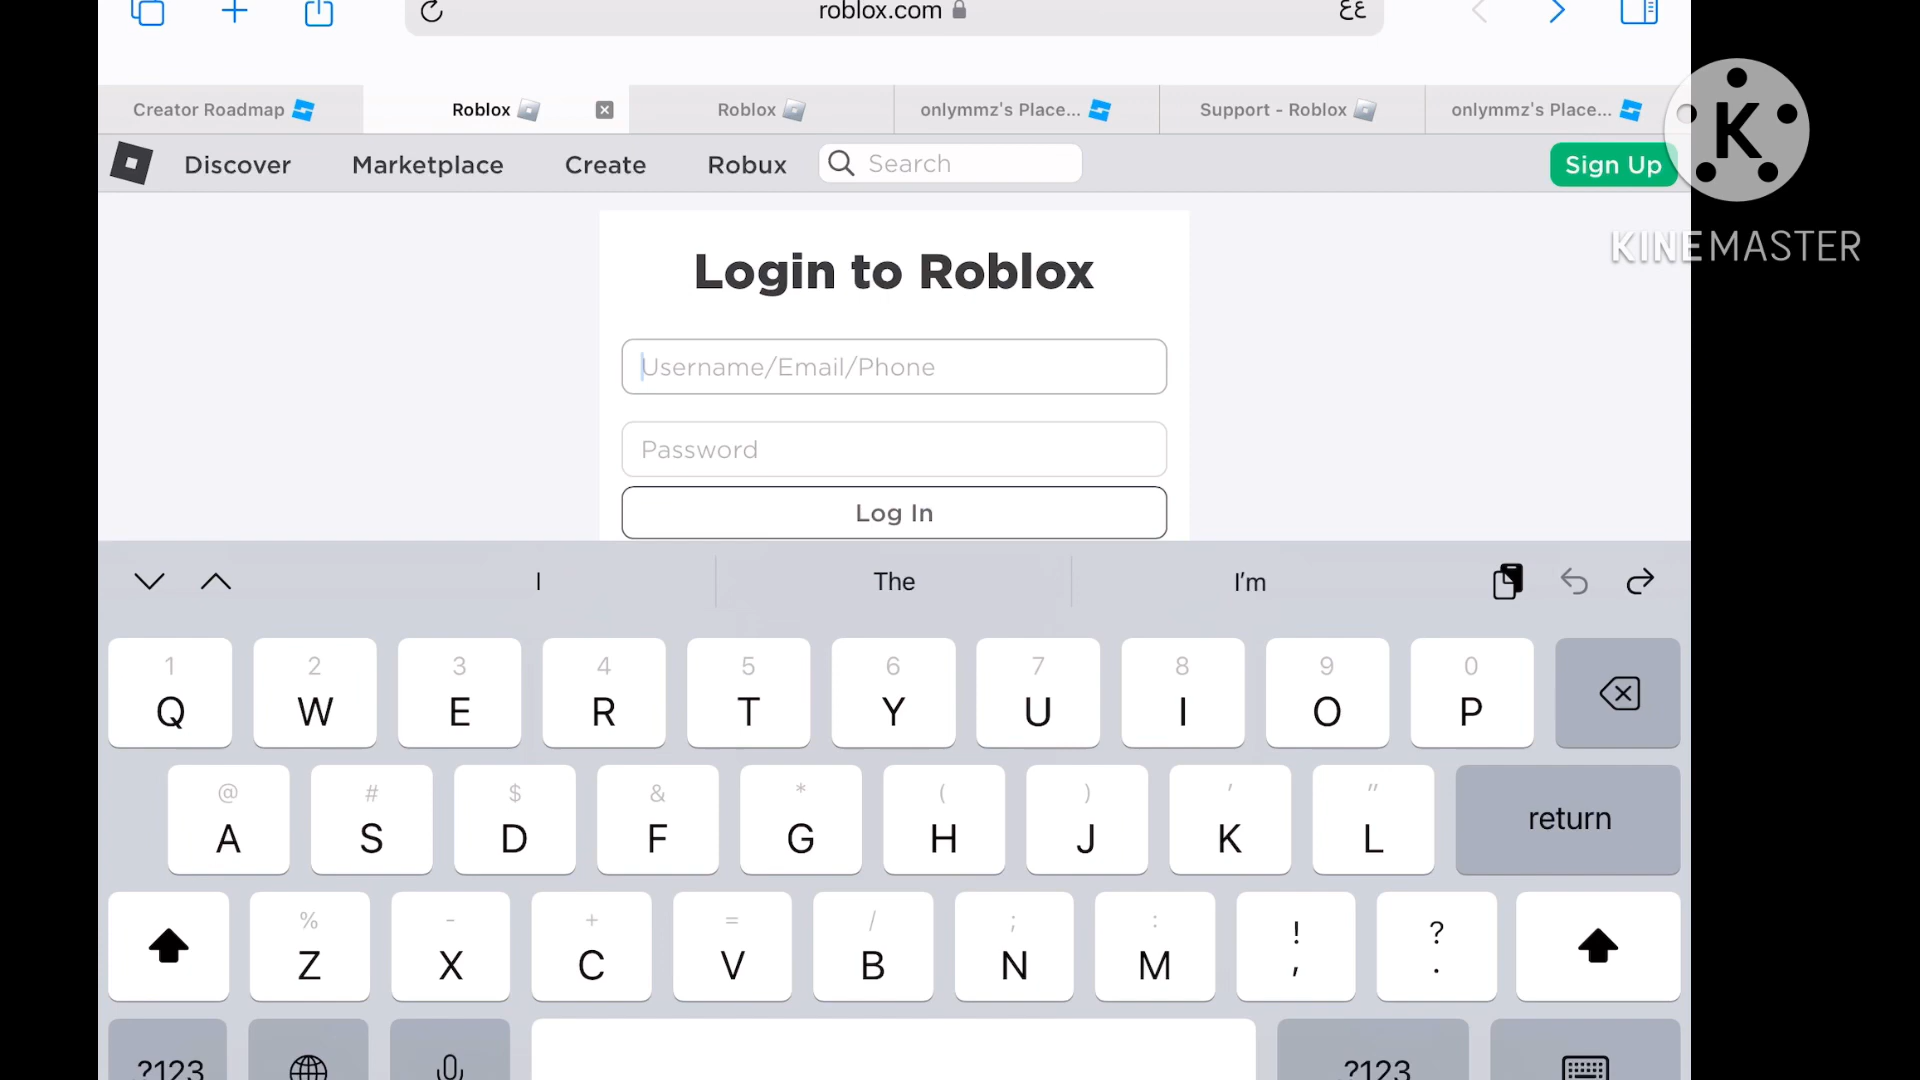 roblox.com عع
Creator Roadmap
Roblox
Roblox
onlymmz's Place...
Support - Roblox
onlymmz's Place...
K
KINEMASTER
Discover
Marketplace
Create
Robux
Search
Sign Up
Login to Roblox
Username/Email/Phone
Password
Log In
I
The
I'm
1 2 3 4 5 6 7 8 9 0
Q W E R T Y U I O P
@ # $ & * ( ) ' "
A S D F G H J K L
return
% - + = / ; : ! ?
Z X C V B N M , .
?123
?123